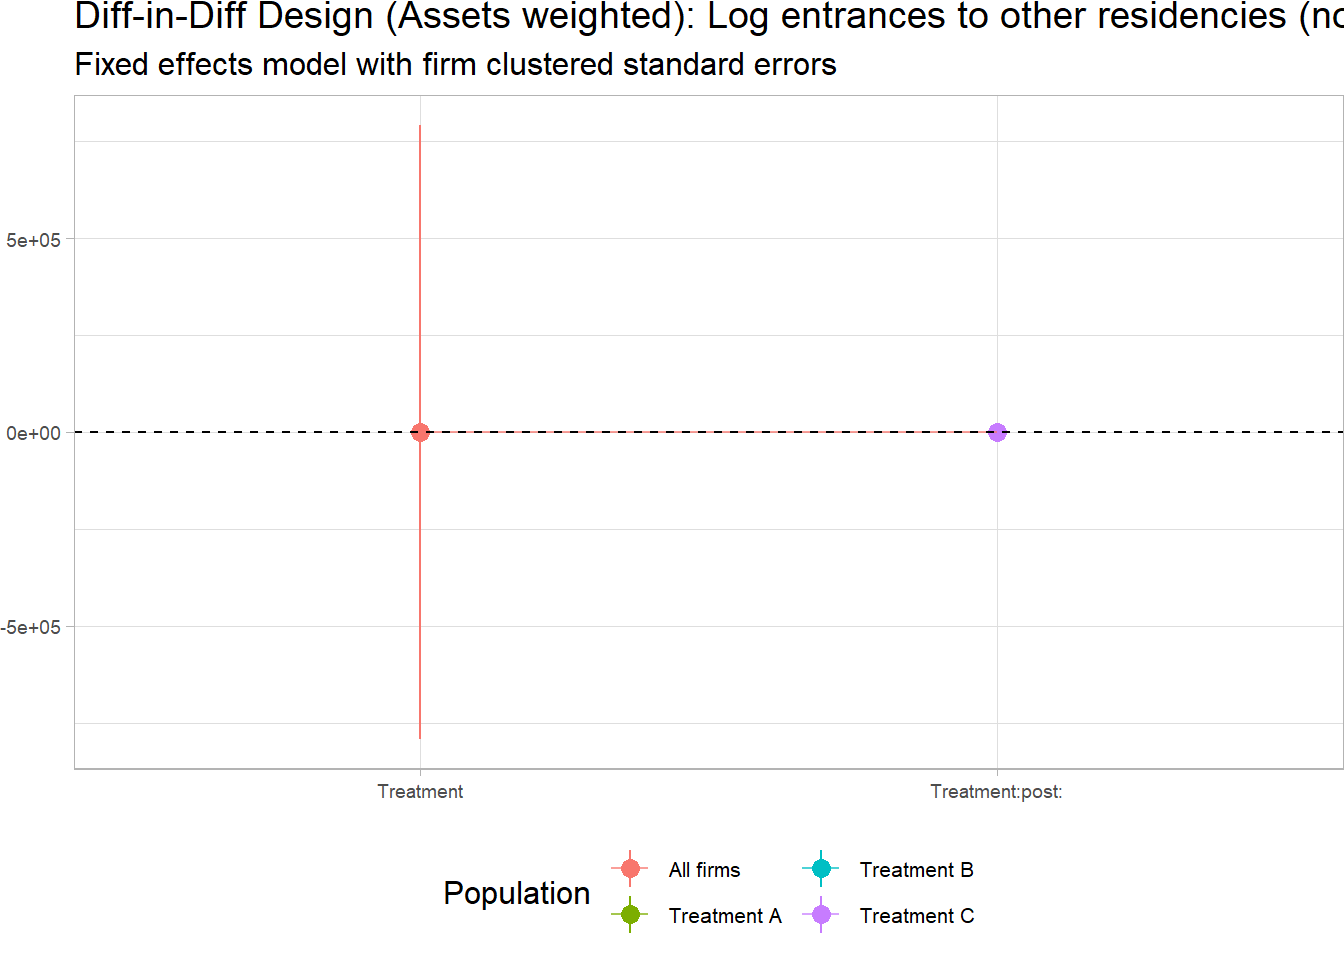 Diff-in-Diff Design (Assets weighted): Log entrances to other residencies (no
Fixed effects model with firm clustered standard errors
5e+05
0e+00
-5e+05
Treatment
Treatment:post:
Population
All firms
Treatment B
Treatment A
Treatment C